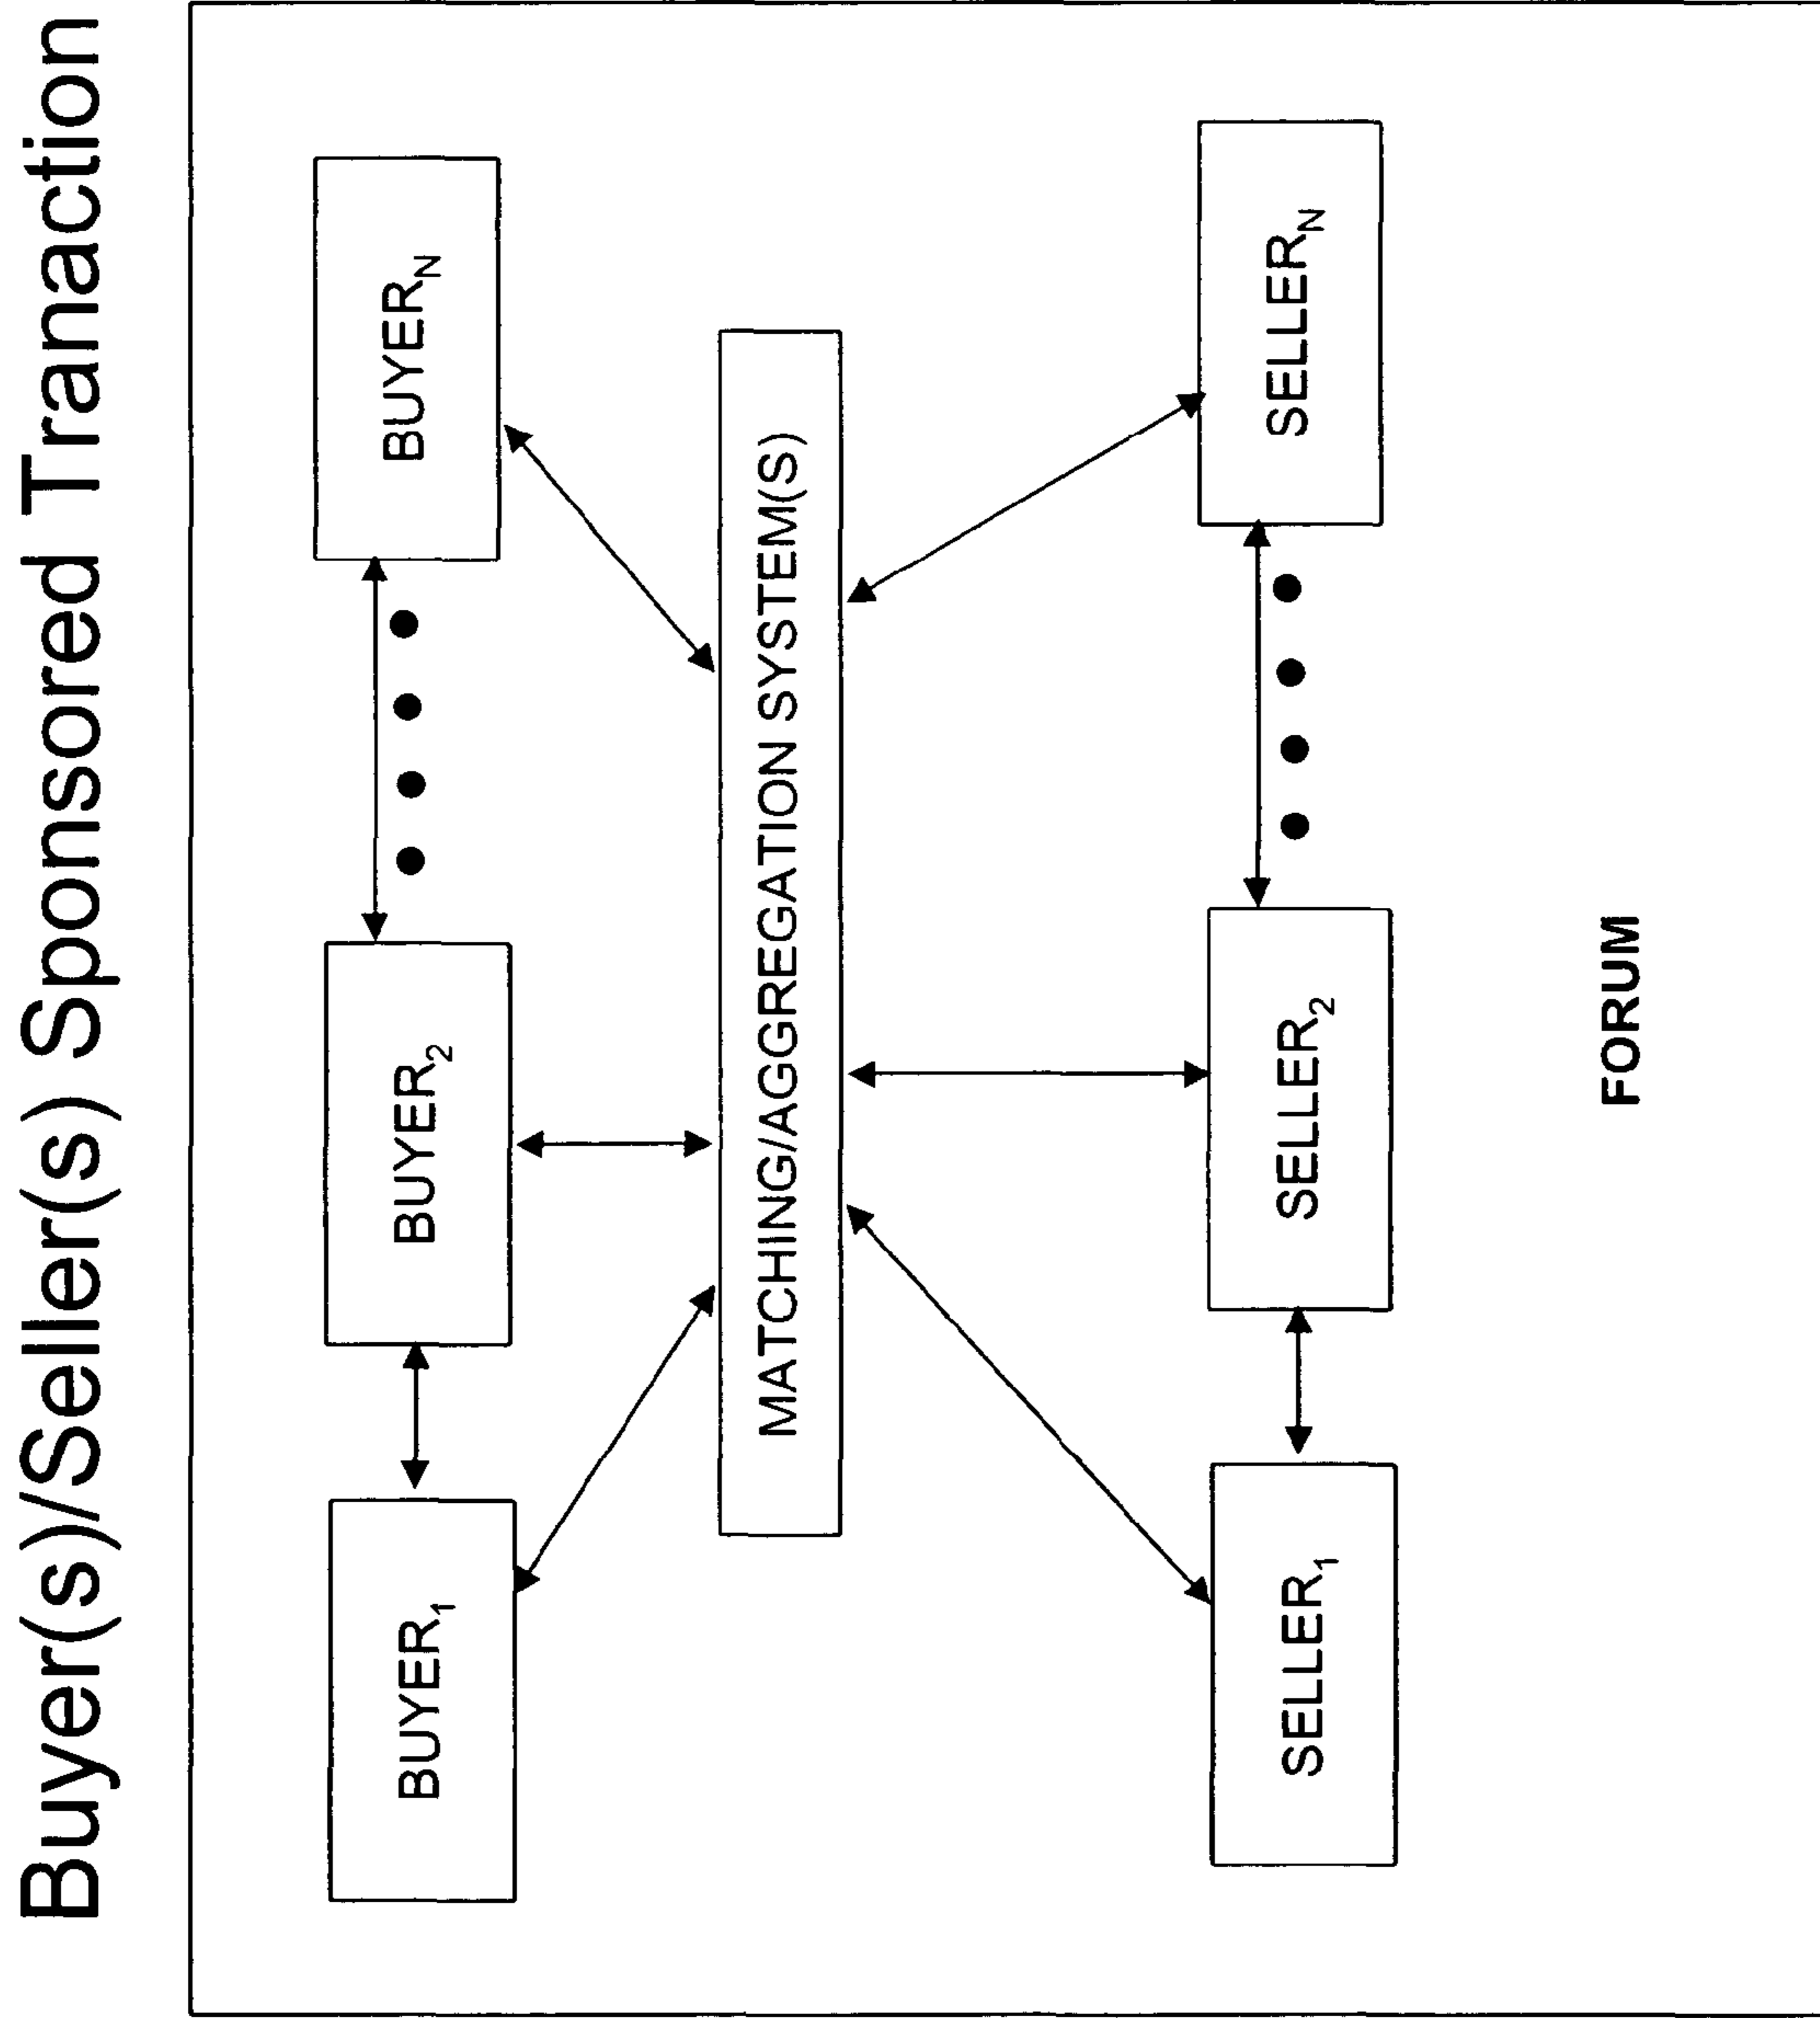 Buyer(s)/Seller(s) Sponsored Tranaction
BUYER₁
BUYER₂
BUYERN
MATCHING/AGGREGATION SYSTEM(S)
SELLER₁
SELLER₂
SELLERN
FORUM